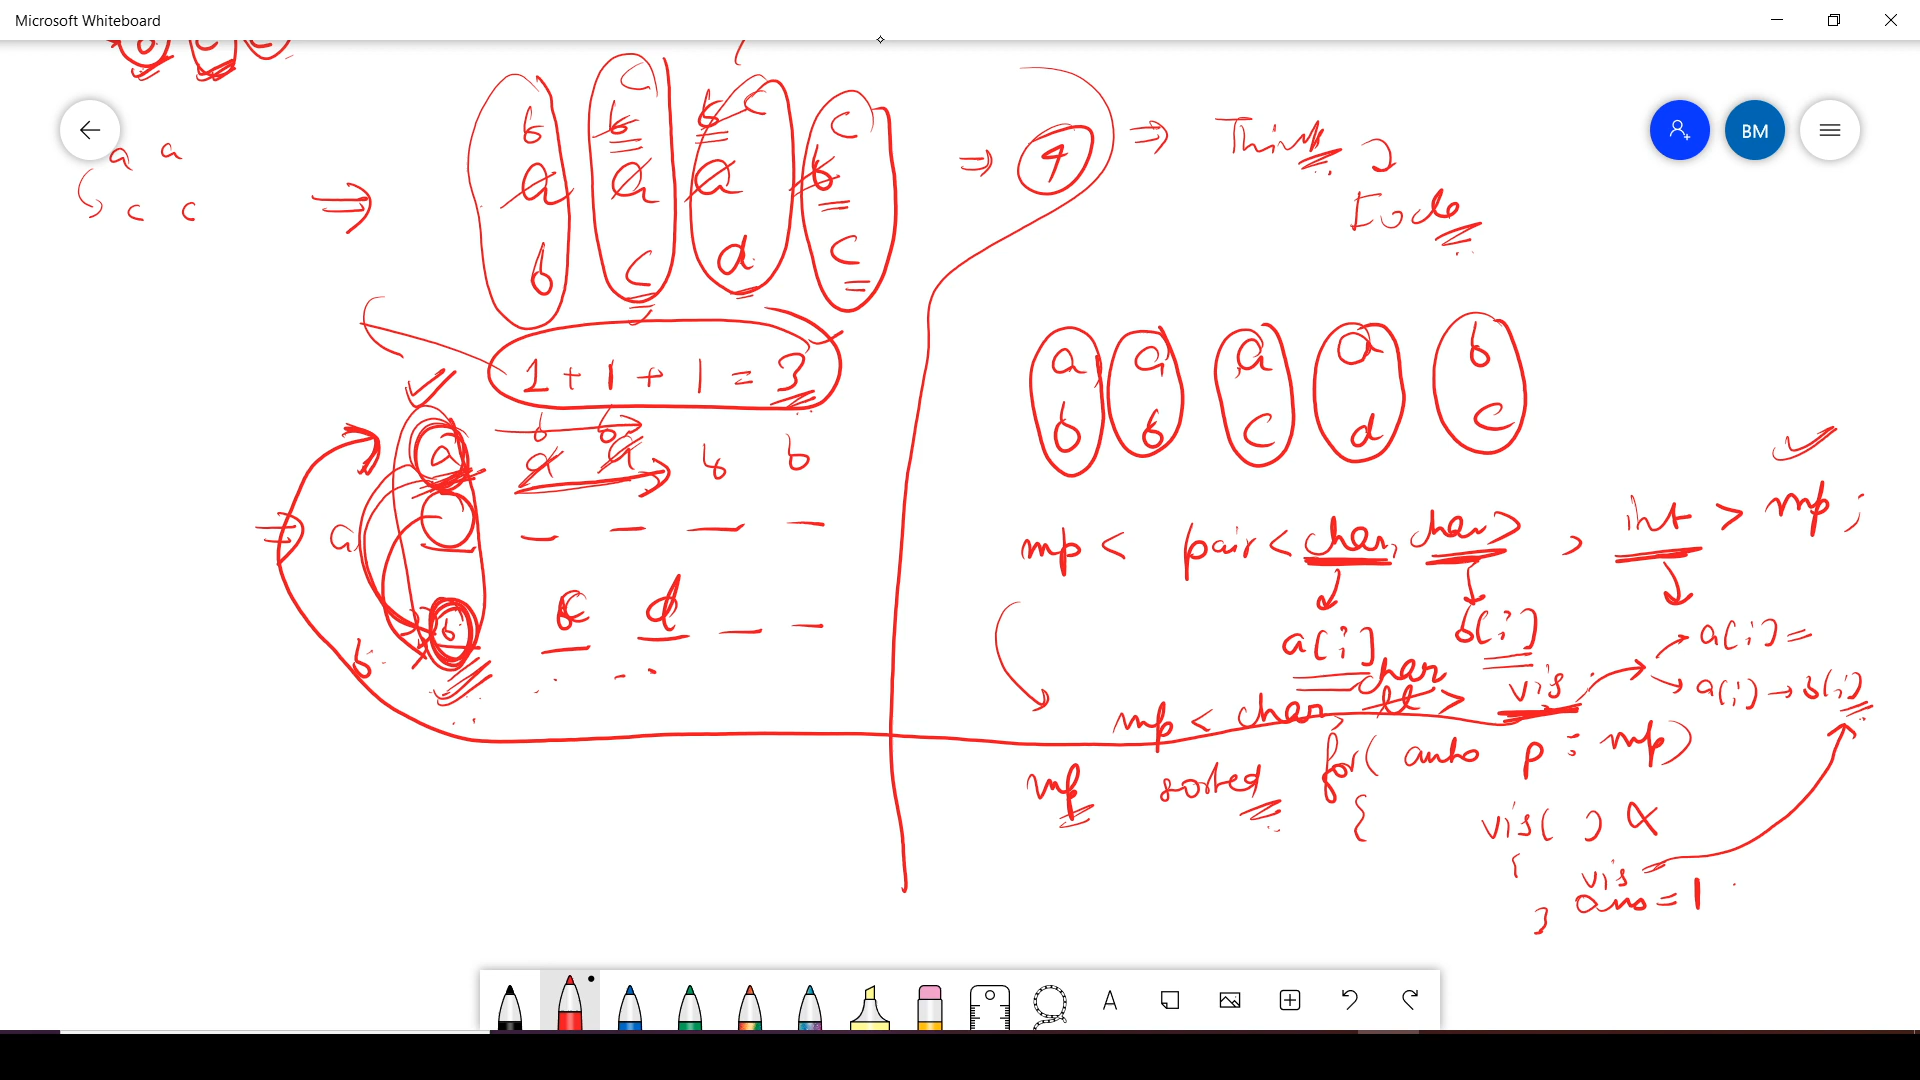 Microsoft Whiteboard
BM
a a
c c
b c b c c
a a a b
b c d c
⇒ 4 ⇒ Think
Code
1 + 1 + 1 = 3
a a a a b
b b c d c
b b
a a a b b
a
b c d
b
mp < pair < char, char > , int > mp ;
a[i] b[i]
a[i] =
a[i] → b[i]
mp < char, char > vis
mp sorted for( auto p : mp)
{
vis( )
{
vis
ans = 1
}
A